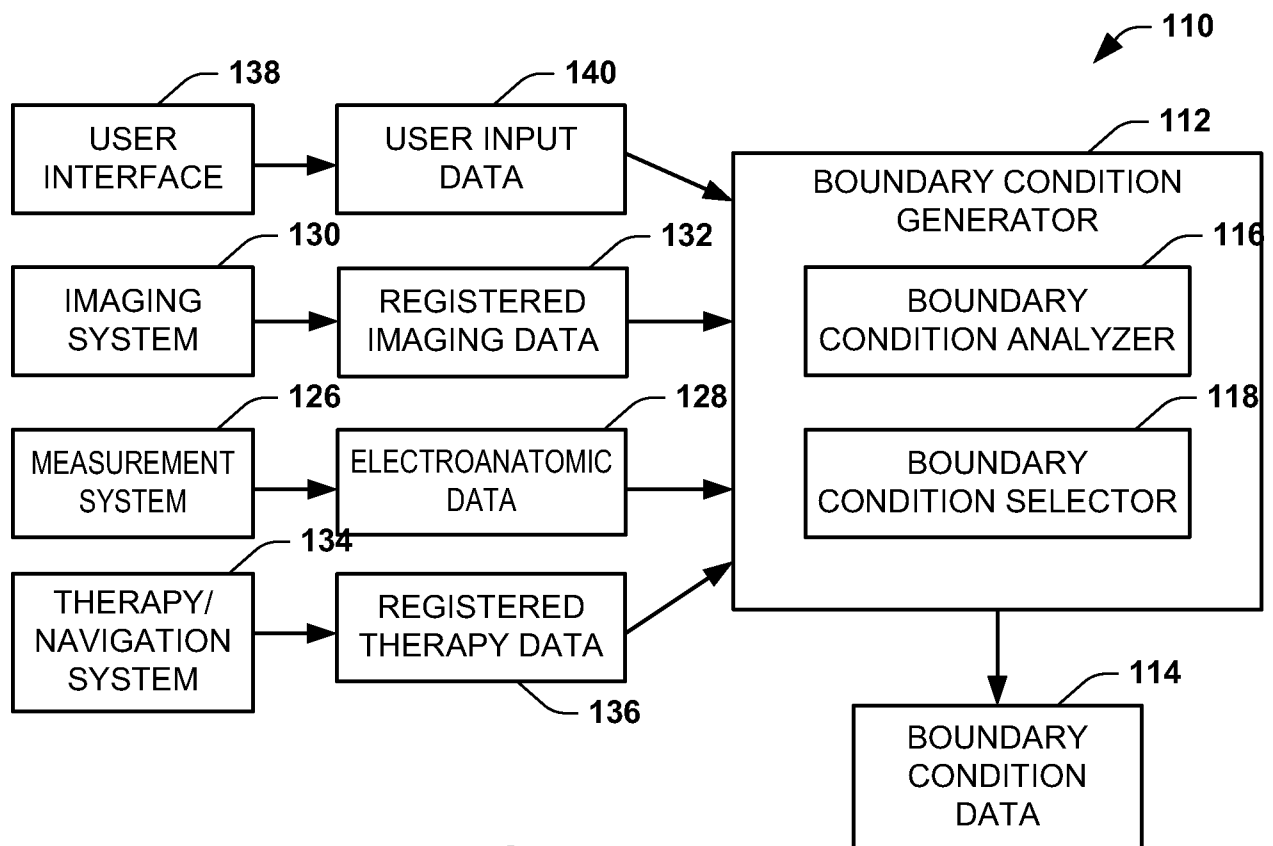 110
138
USER
INTERFACE
140
USER INPUT
DATA
112
BOUNDARY CONDITION
GENERATOR
130
IMAGING
SYSTEM
132
REGISTERED
IMAGING DATA
116
BOUNDARY
CONDITION ANALYZER
126
MEASUREMENT
SYSTEM
128
ELECTROANATOMIC
DATA
118
BOUNDARY
CONDITION SELECTOR
134
THERAPY/
NAVIGATION
SYSTEM
REGISTERED
THERAPY DATA
136
114
BOUNDARY
CONDITION
DATA